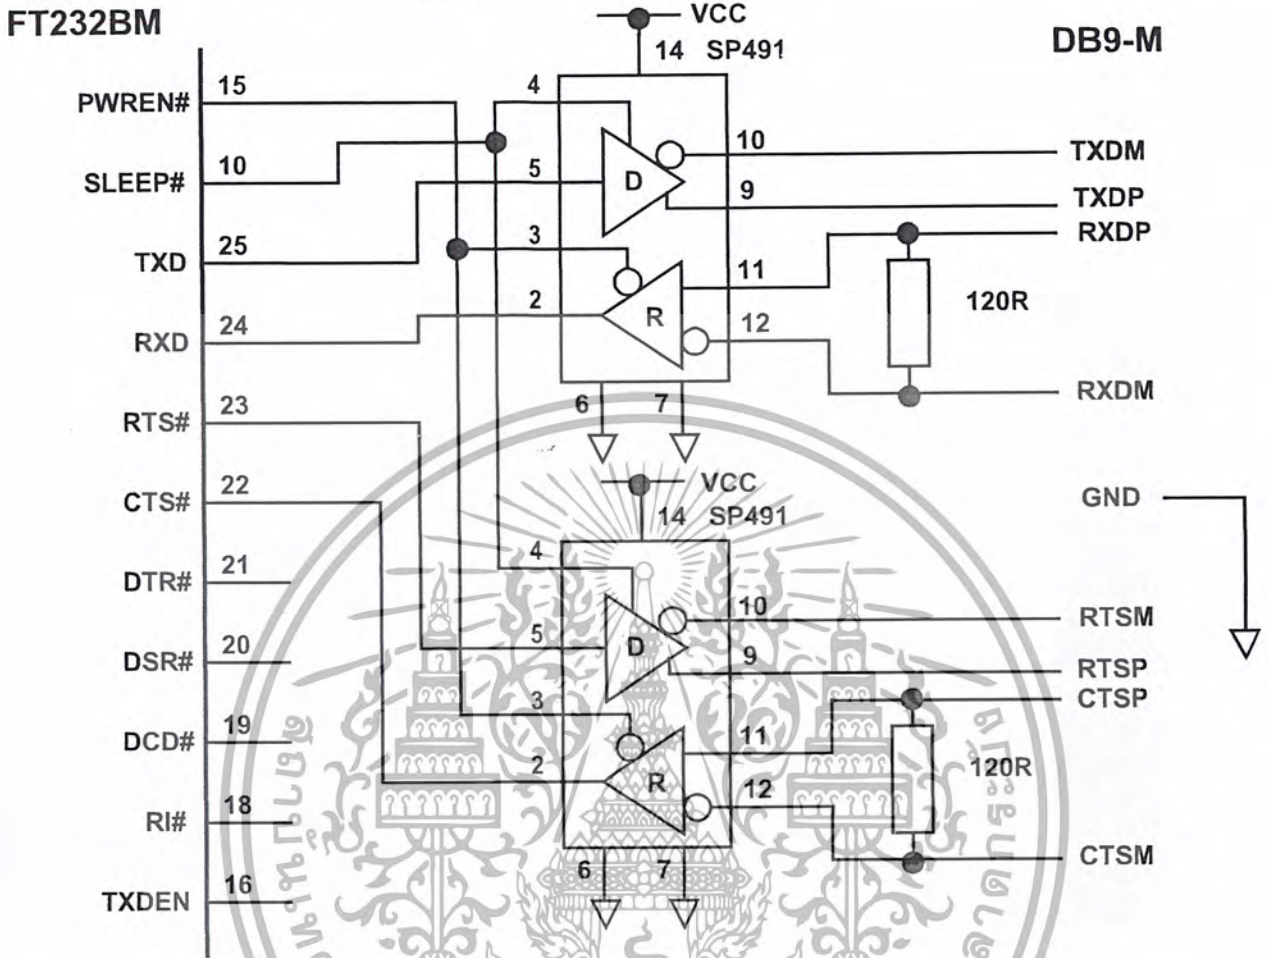 FT232BM
VCC
14 SP491
DB9-M
PWREN# 15
4
10 TXDM
SLEEP# 10
5 D
9 TXDP
RXDP
TXD 25
3
11
120R
RXD 24
2 R
12
RXDM
RTS# 23
6 7
CTS# 22
VCC
14 SP491
GND
DTR# 21
4
10 RTSM
DSR# 20
5 D
9 RTSP
CTSP
DCD# 19
3
11
120R
RI# 18
2 R
12
CTSM
TXDEN 16
6 7